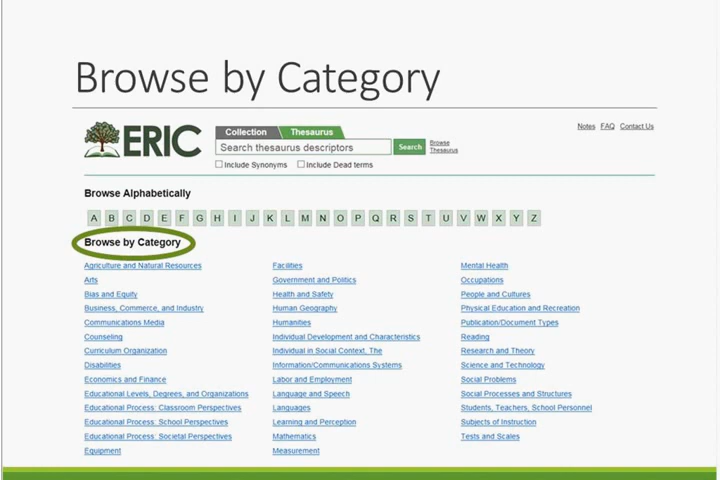 Browse by Category
ERIC
Collection Thesaurus
Notes FAQ Contact Us
Search thesaurus descriptors Search Browse Thesaurus
Include Synonyms Include Dead terms
Browse Alphabetically
A B C D E F G H I J K L M N O P Q R S T U V W X Y Z
Browse by Category
Agriculture and Natural Resources
Arts
Bias and Equity
Business, Commerce, and Industry
Communications Media
Counseling
Curriculum Organization
Disabilities
Economics and Finance
Educational Levels, Degrees, and Organizations
Educational Process: Classroom Perspectives
Educational Process: School Perspectives
Educational Process: Societal Perspectives
Equipment
Facilities
Government and Politics
Health and Safety
Human Geography
Humanities
Individual Development and Characteristics
Individual in Social Context, The
Information/Communications Systems
Labor and Employment
Language and Speech
Languages
Learning and Perception
Mathematics
Measurement
Mental Health
Occupations
People and Cultures
Physical Education and Recreation
Publication/Document Types
Reading
Research and Theory
Science and Technology
Social Problems
Social Processes and Structures
Students, Teachers, School Personnel
Subjects of Instruction
Tests and Scales